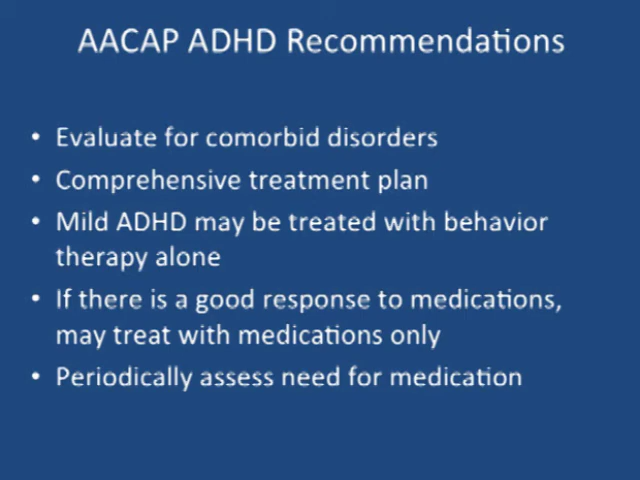 AACAP ADHD Recommendations
• Evaluate for comorbid disorders
• Comprehensive treatment plan
• Mild ADHD may be treated with behavior
therapy alone
• If there is a good response to medications,
may treat with medications only
• Periodically assess need for medication